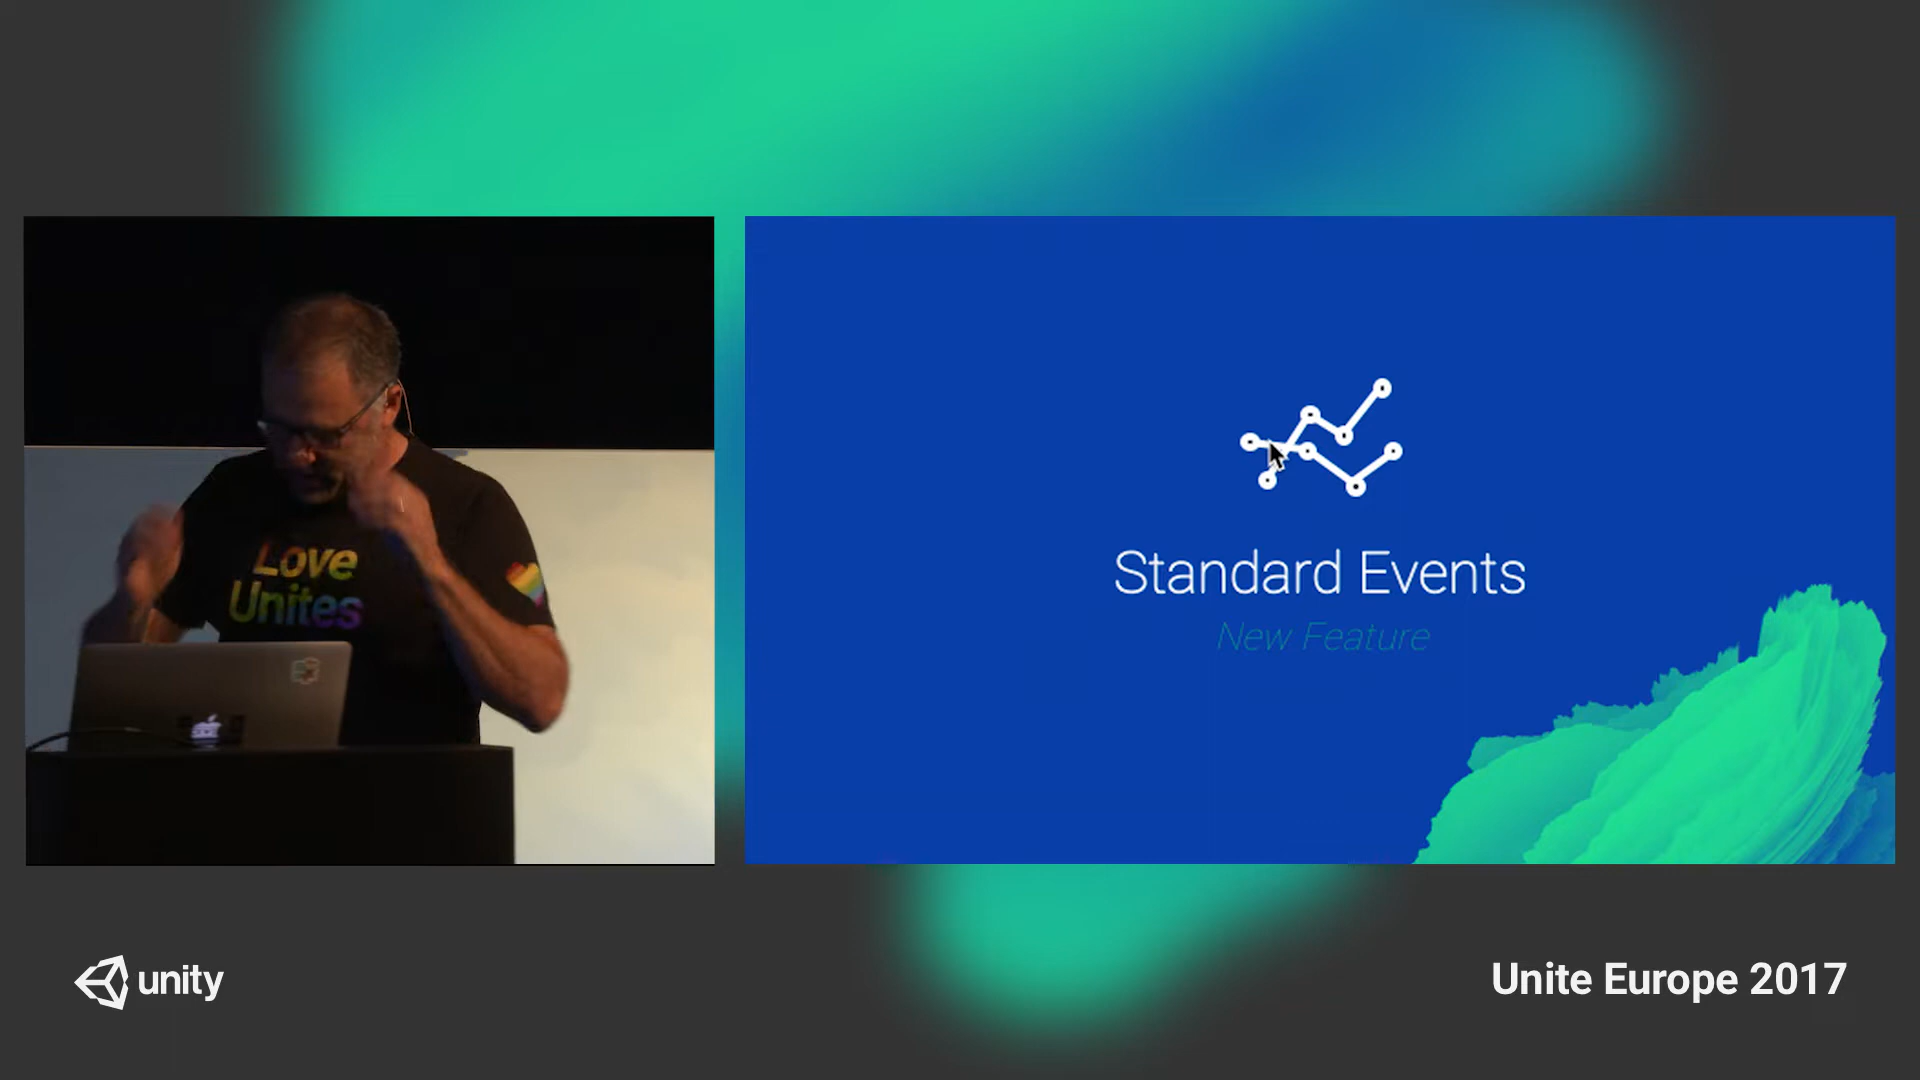 Love
Unites
Standard Events
New Feature
unity
Unite Europe 2017